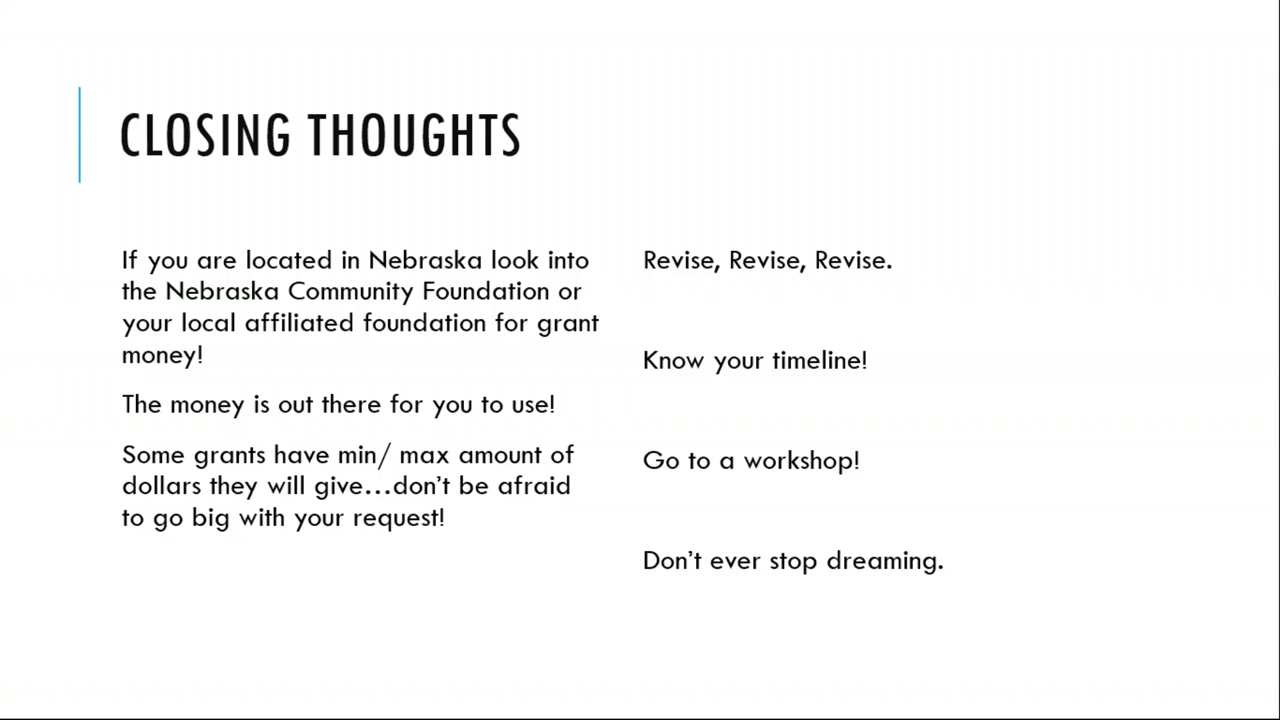 CLOSING THOUGHTS
If you are located in Nebraska look into
the Nebraska Community Foundation or
your local affiliated foundation for grant
money!
The money is out there for you to use!
Some grants have min/ max amount of
dollars they will give…don’t be afraid
to go big with your request!
Revise, Revise, Revise.
Know your timeline!
Go to a workshop!
Don’t ever stop dreaming.